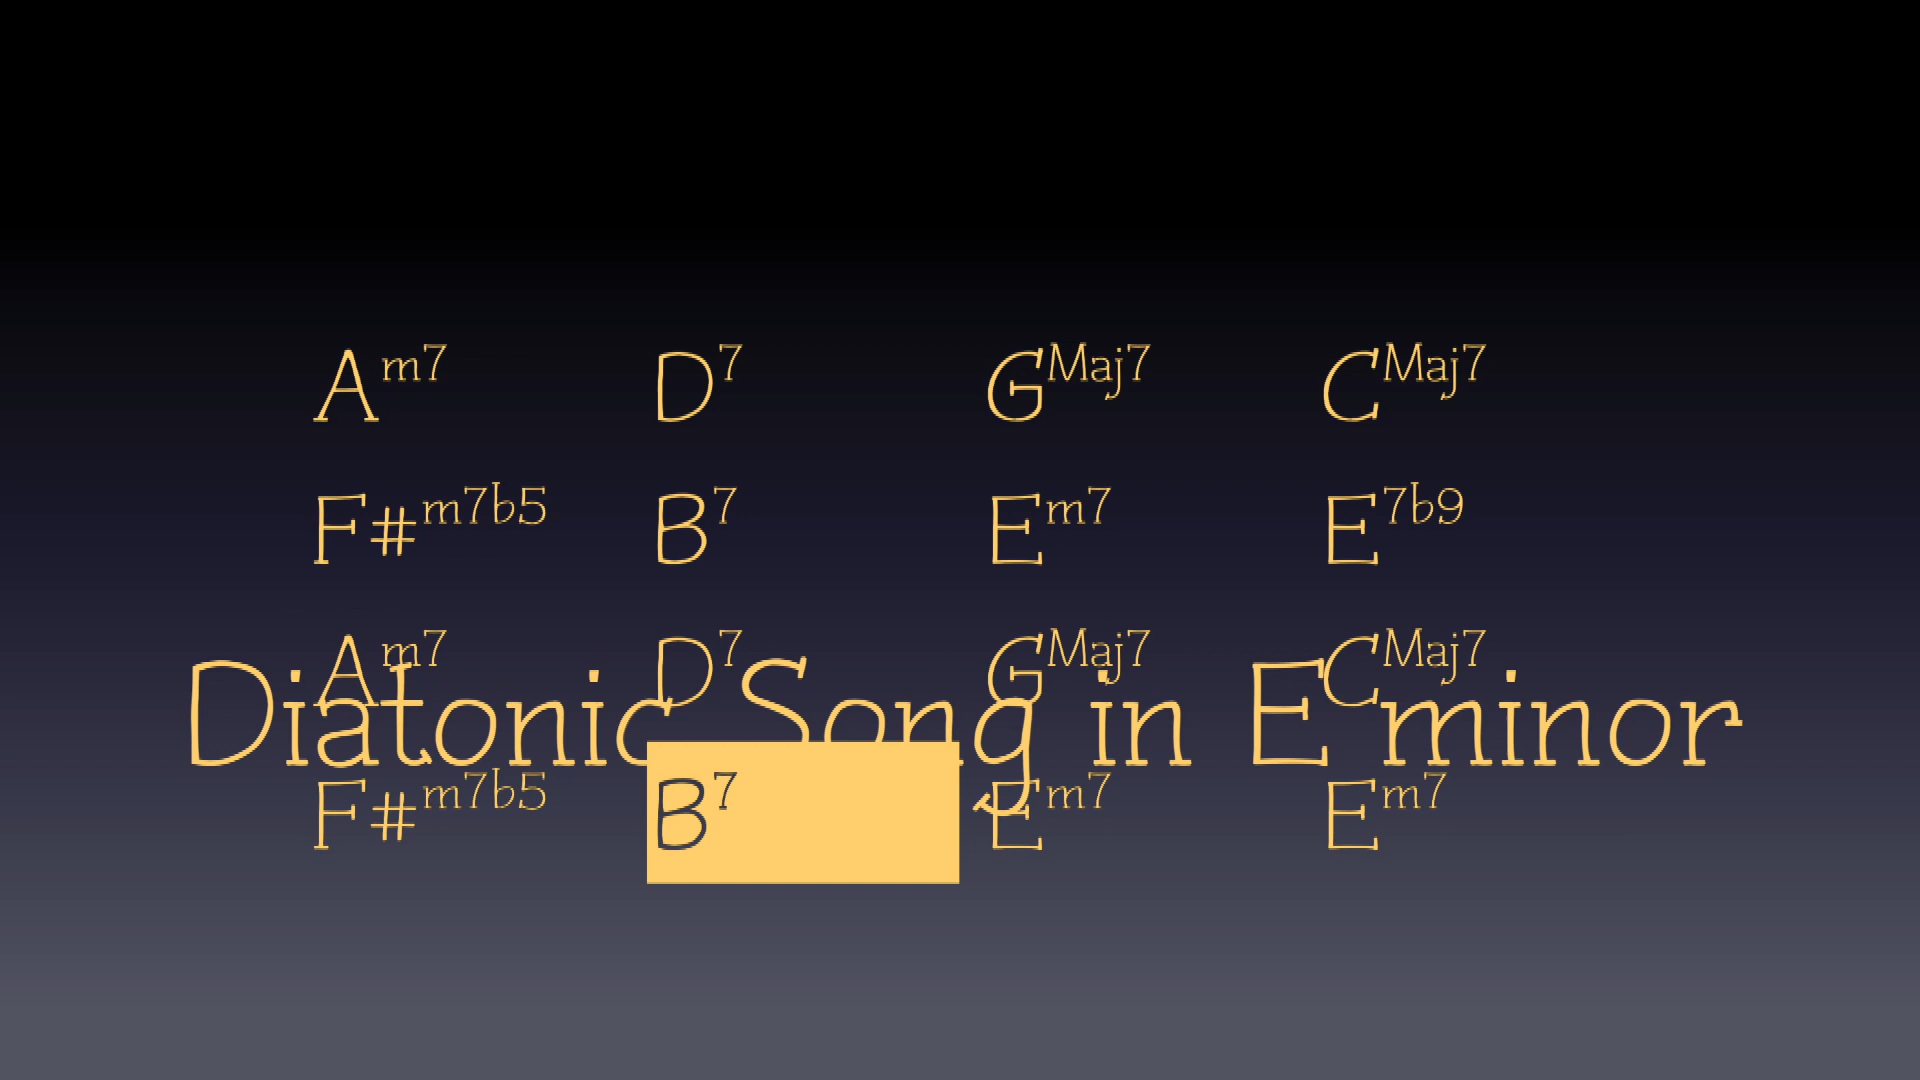 Am7 D7 GMaj7 CMaj7
F#m7b5 B7 Em7 E7b9
Am7 D7 GMaj7 CMaj7
Diatonic Song in E minor
F#m7b5 B7 Em7 Em7